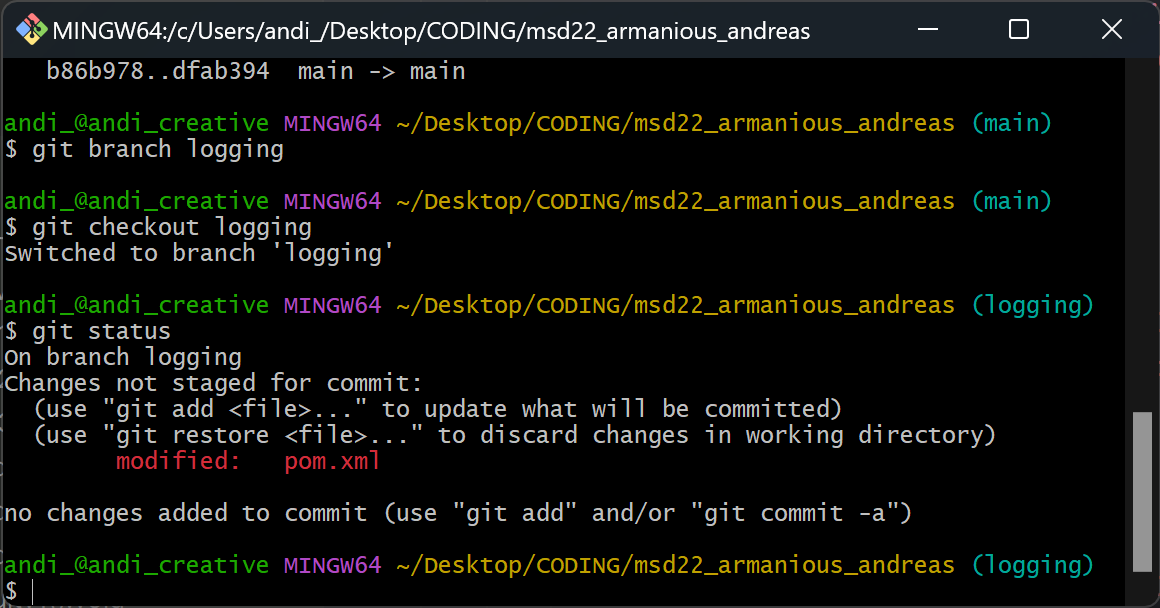 MINGW64:/c/Users/andi_/Desktop/CODING/msd22_armanious_andreas
b86b978..dfab394  main -> main
andi_@andi_creative MINGW64 ~/Desktop/CODING/msd22_armanious_andreas (main)
$ git branch logging
andi_@andi_creative MINGW64 ~/Desktop/CODING/msd22_armanious_andreas (main)
$ git checkout logging
Switched to branch 'logging'
andi_@andi_creative MINGW64 ~/Desktop/CODING/msd22_armanious_andreas (logging)
$ git status
On branch logging
Changes not staged for commit:
  (use "git add <file>..." to update what will be committed)
  (use "git restore <file>..." to discard changes in working directory)
        modified:   pom.xml
no changes added to commit (use "git add" and/or "git commit -a")
andi_@andi_creative MINGW64 ~/Desktop/CODING/msd22_armanious_andreas (logging)
$